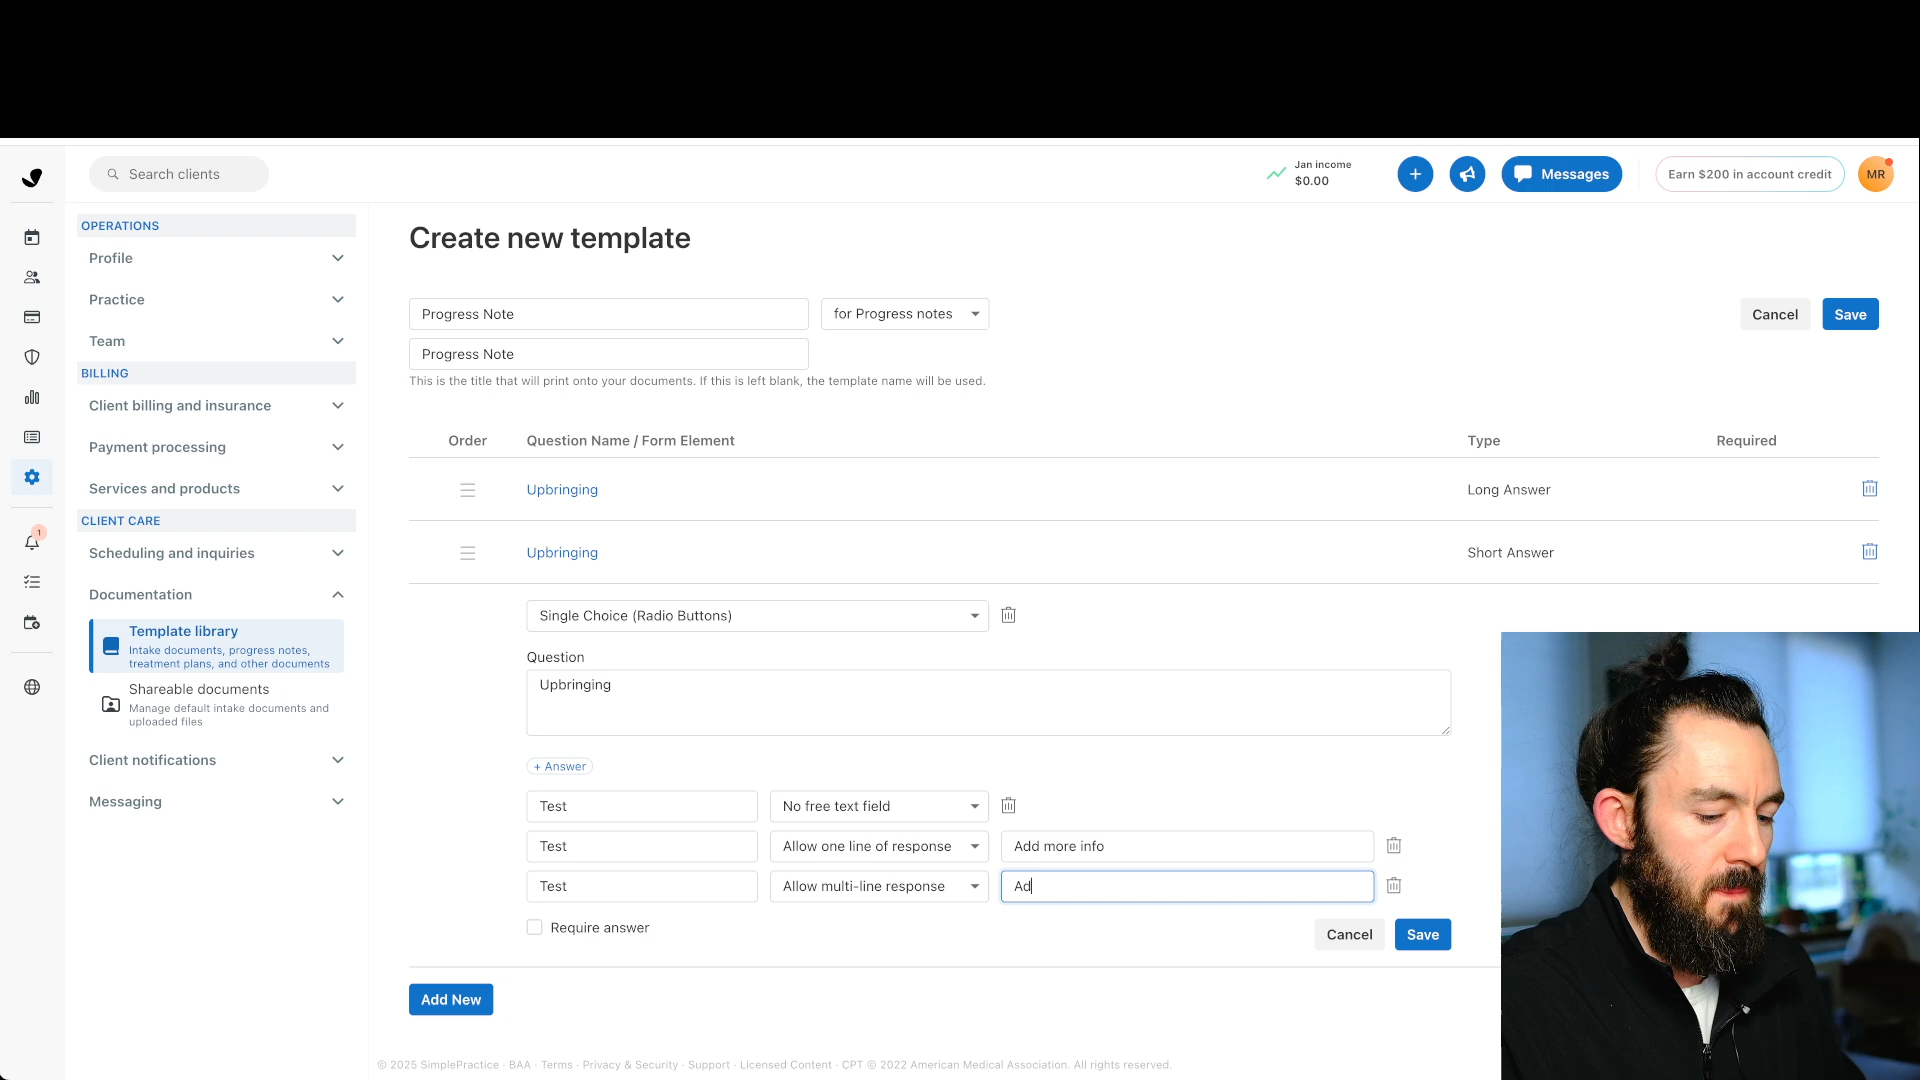 Search clients
Jan income
$0.00
+
Messages
Earn $200 in account credit
MR
OPERATIONS
Profile
Practice
Team
BILLING
Client billing and insurance
Payment processing
Services and products
CLIENT CARE
Scheduling and inquiries
1
Documentation
Template library
Intake documents, progress notes,
treatment plans, and other documents
Shareable documents
Manage default intake documents and
uploaded files
Client notifications
Messaging
Create new template
Progress Note
for Progress notes
Cancel
Save
Progress Note
This is the title that will print onto your documents. If this is left blank, the template name will be used.
Order Question Name / Form Element Type Required
Upbringing Long Answer
Upbringing Short Answer
Single Choice (Radio Buttons)
Question
Upbringing
+ Answer
Test No free text field
Test Allow one line of response Add more info
Test Allow multi-line response Ad
Require answer
Cancel
Save
Add New
© 2025 SimplePractice · BAA · Terms · Privacy & Security · Support · Licensed Content · CPT © 2022 American Medical Association. All rights reserved.